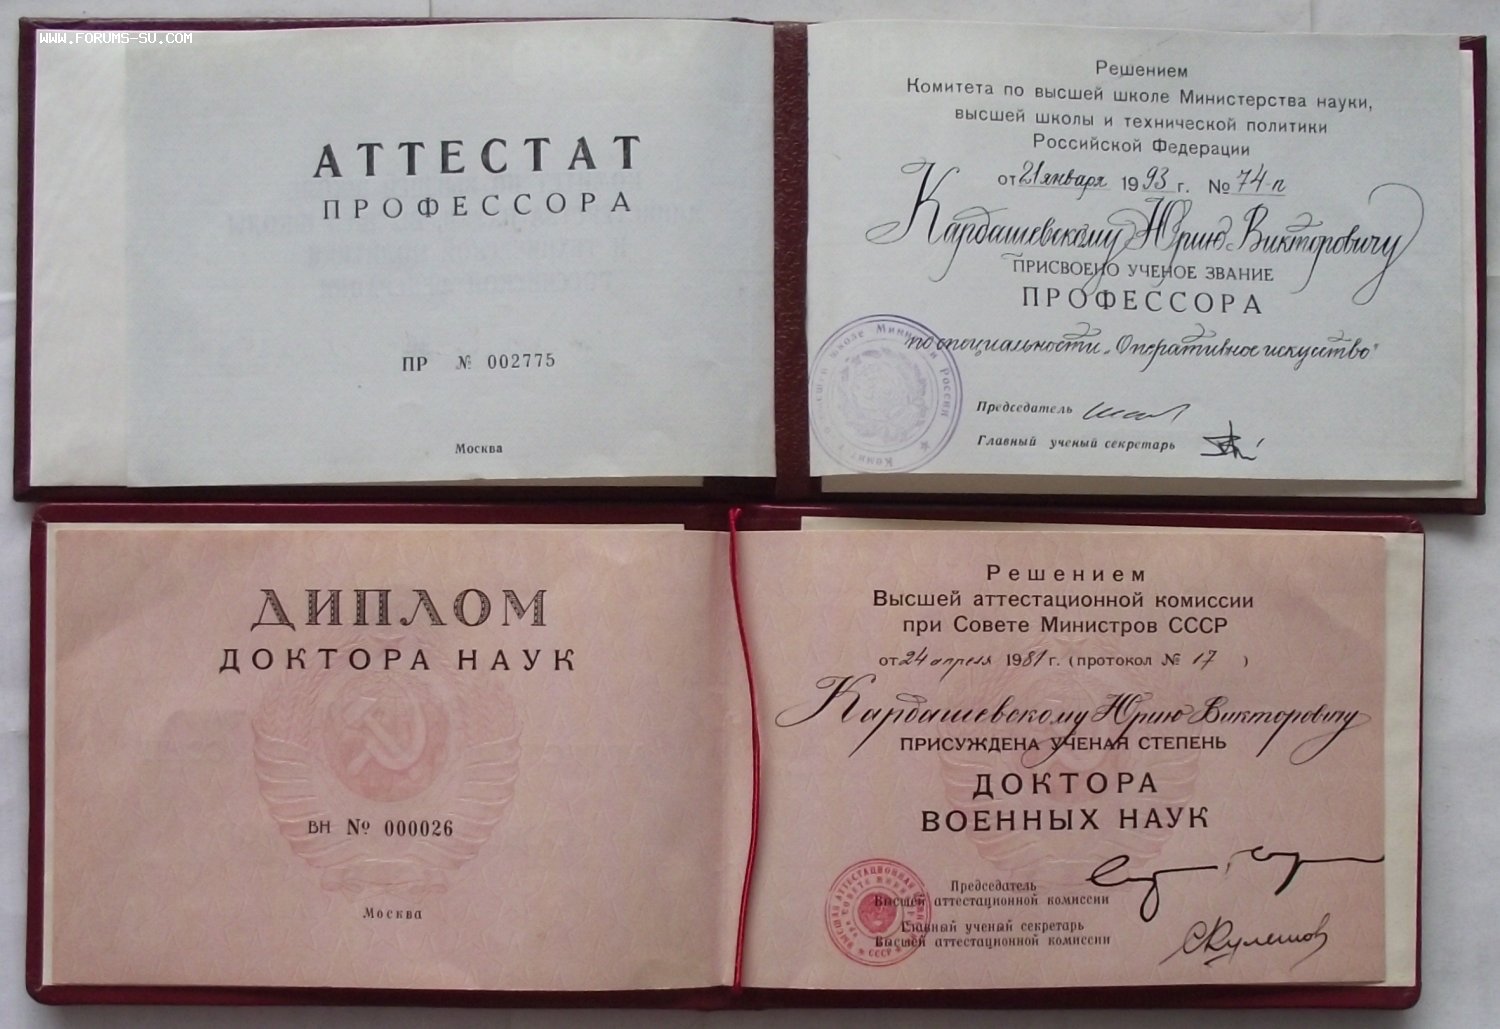 WWW.FORUMS-SU.COM
АТТЕСТАТ
ПРОФЕССОРА
ПР № 002775
Москва
Решением
Комитета по высшей школе Министерства науки,
высшей школы и технической политики
Российской Федерации
от 21 января 1993 г. № 74-п
Кардашевскому Юрию Викторовичу
ПРИСВОЕНО УЧЕНОЕ ЗВАНИЕ
ПРОФЕССОРА
по специальности „Оперативное искусство"
Председатель
Главный ученый секретарь
ДИПЛОМ
ДОКТОРА НАУК
ВН № 000026
Москва
Решением
Высшей аттестационной комиссии
при Совете Министров СССР
от 24 апреля 1981 г. (протокол № 17 )
Кардашевскому Юрию Викторовичу
ПРИСУЖДЕНА УЧЕНАЯ СТЕПЕНЬ
ДОКТОРА
ВОЕННЫХ НАУК
Председатель
Высшей аттестационной комиссии
Главный ученый секретарь
Высшей аттестационной комиссии